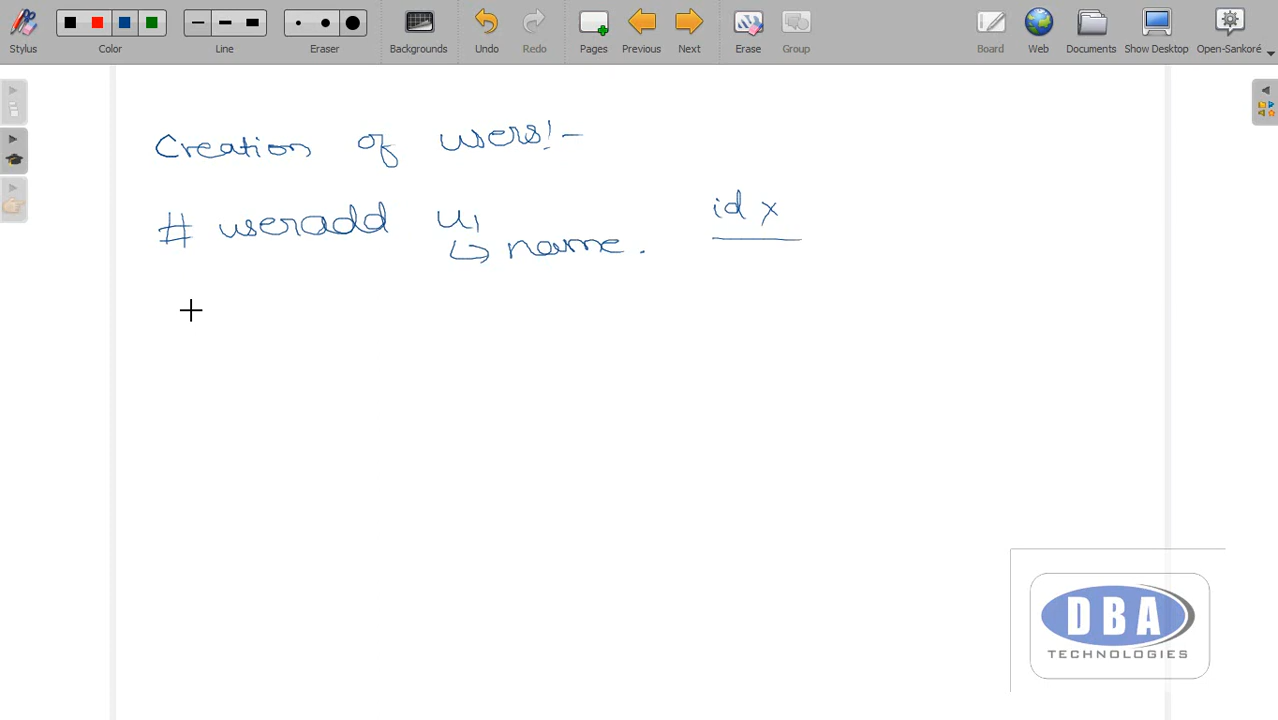 Stylus Color Line Eraser Backgrounds Undo Redo Pages Previous Next Erase Group Board Web Documents Show Desktop Open-Sankoré
Creation of users:-
# useradd u1 id x
name.
DBA
TECHNOLOGIES